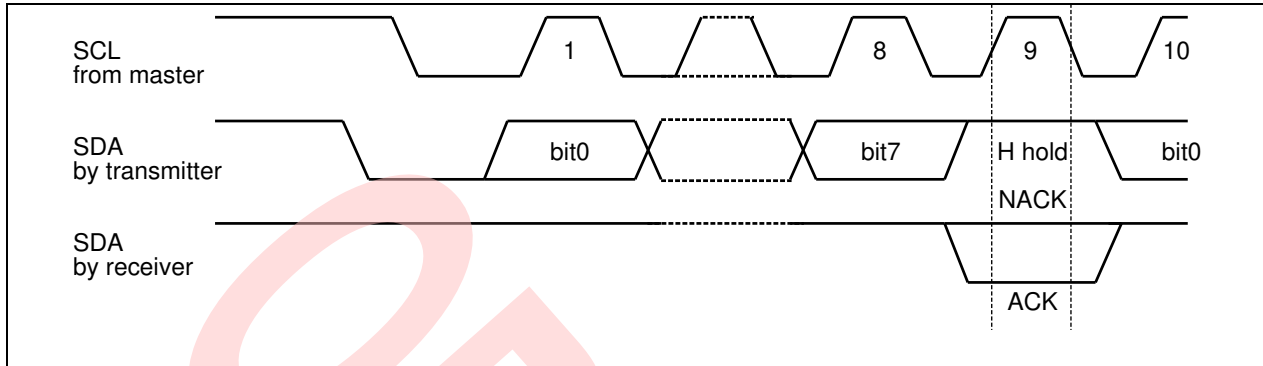 SCL
from master
1
8
9
10
SDA
by transmitter
bit0
bit7
H hold
bit0
NACK
SDA
by receiver
ACK